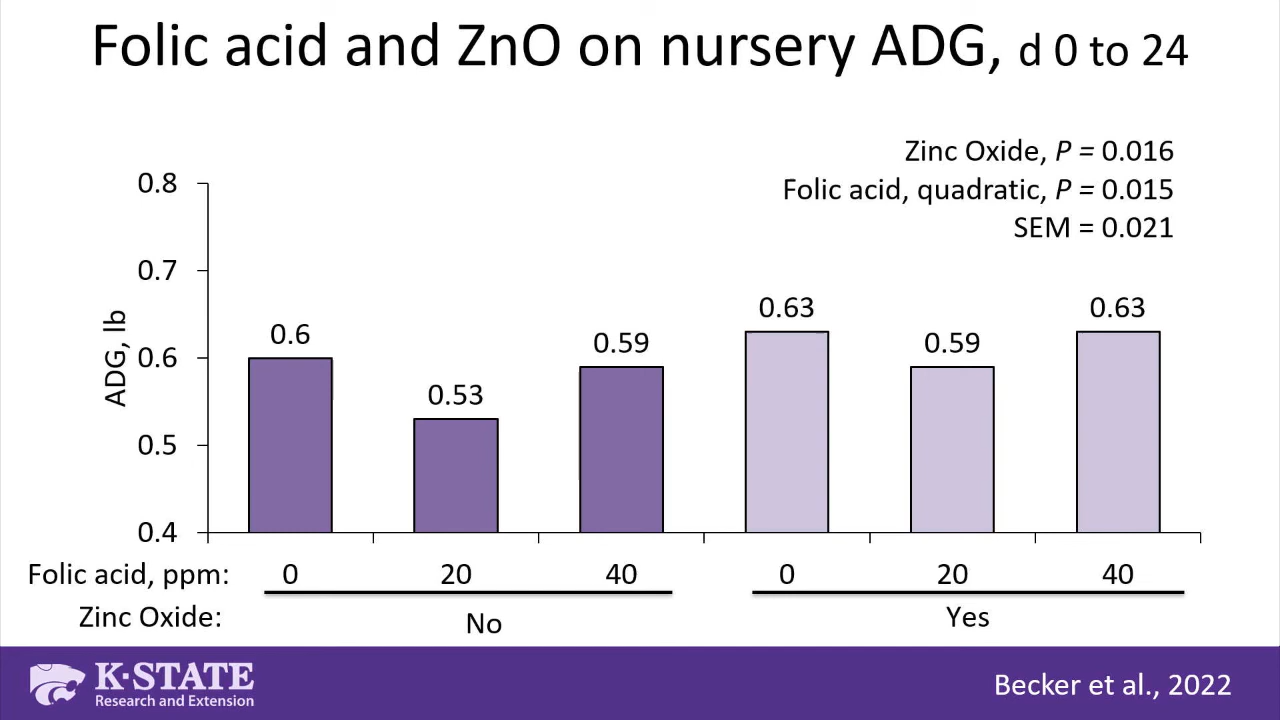 Folic acid and ZnO on nursery ADG, d 0 to 24
Zinc Oxide, P = 0.016
Folic acid, quadratic, P = 0.015
SEM = 0.021
ADG, lb
0.8
0.7
0.6
0.5
0.4
0.6
0.53
0.59
0.63
0.59
0.63
Folic acid, ppm: 0 20 40 0 20 40
Zinc Oxide: No Yes
K-STATE
Research and Extension
Becker et al., 2022